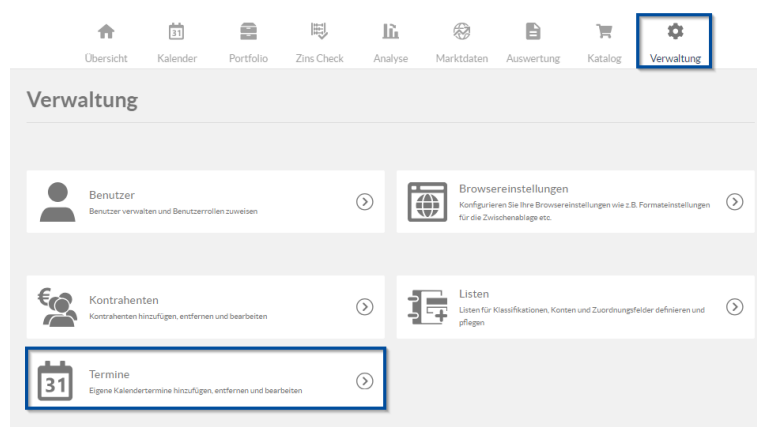 31
Übersicht Kalender Portfolio Zins Check Analyse Marktdaten Auswertung Katalog Verwaltung
Verwaltung
Benutzer
Benutzer verwalten und Benutzerrollen zuweisen
Browsereinstellungen
Konfigurieren Sie Ihre Browsereinstellungen wie z.B. Formateinstellungen
für die Zwischenablage etc.
Kontrahenten
Kontrahenten hinzufügen, entfernen und bearbeiten
Listen
Listen für Klassifikationen, Konten und Zuordnungsfelder definieren und
pflegen
31
Termine
Eigene Kalendertermine hinzufügen, entfernen und bearbeiten